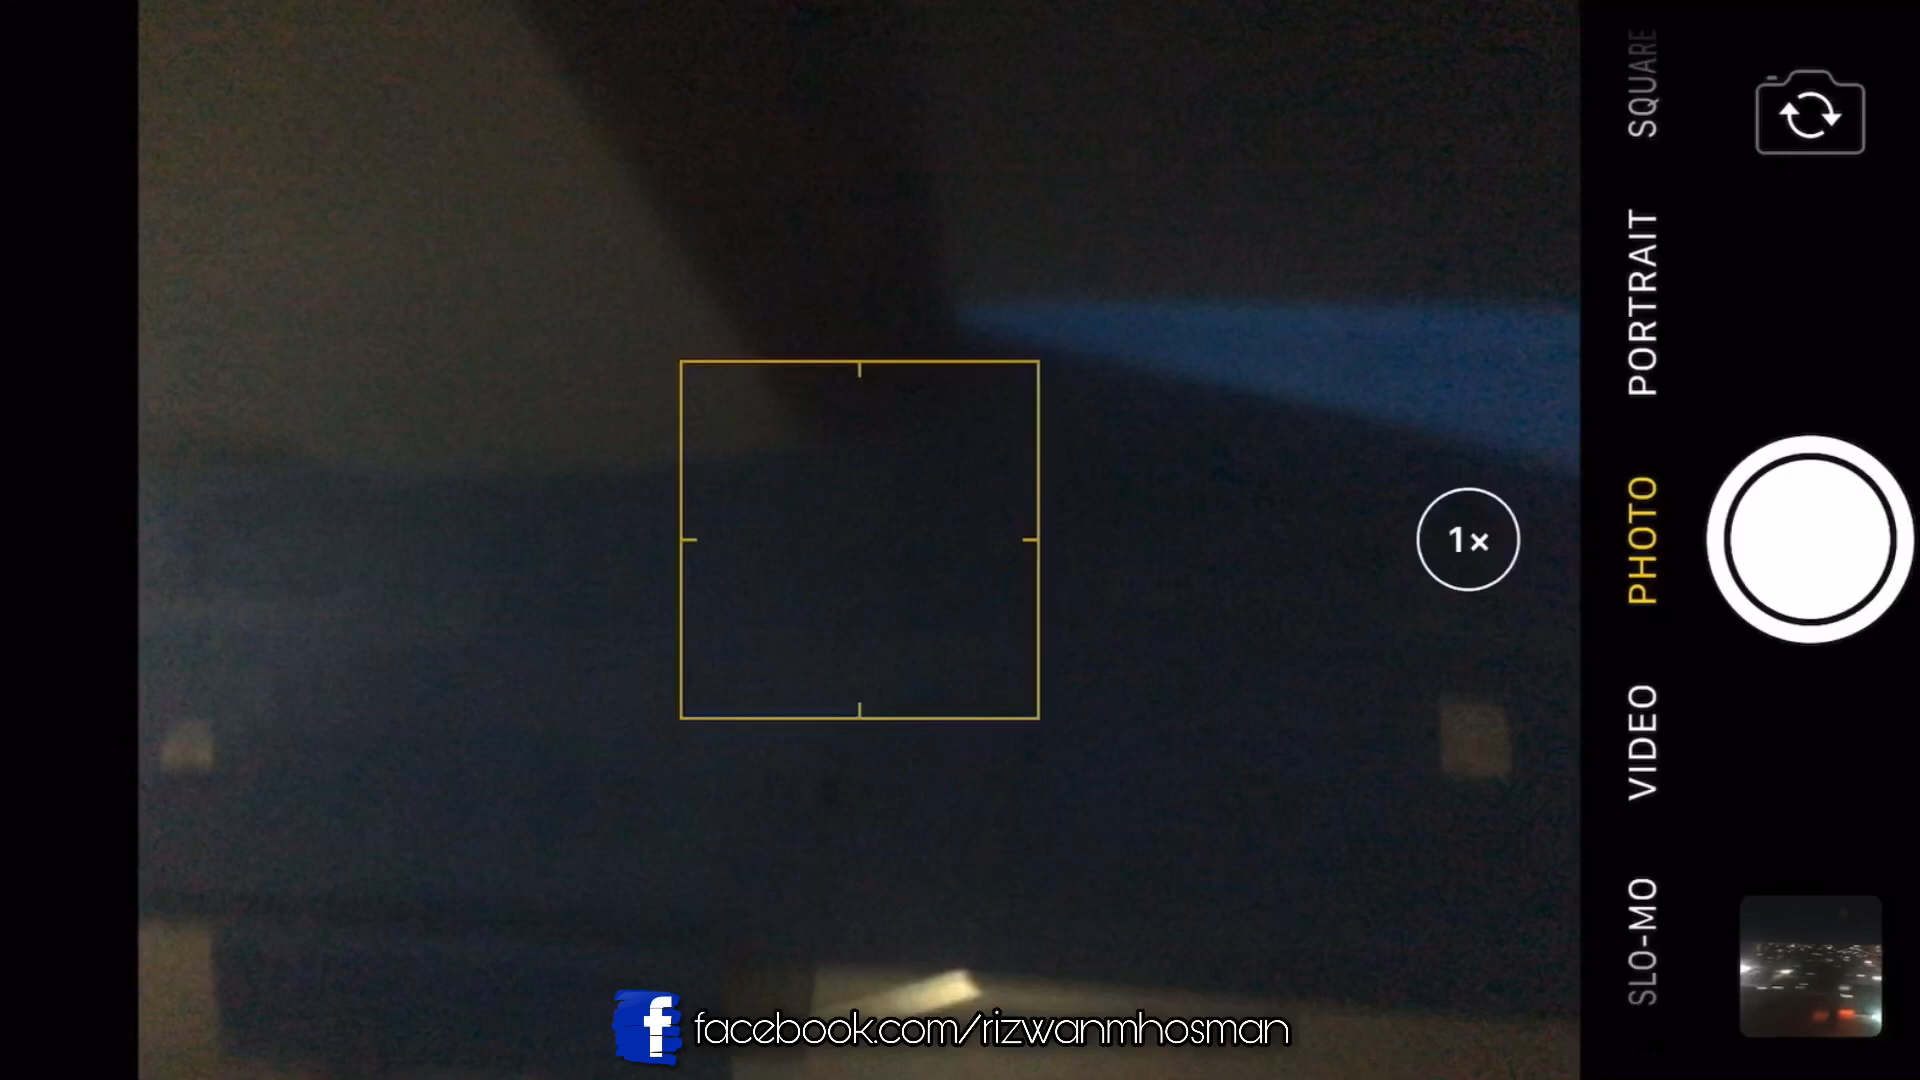 SQUARE
PORTRAIT
PHOTO
VIDEO
SLO-MO
1×
f facebook.com/rizwanmhosman